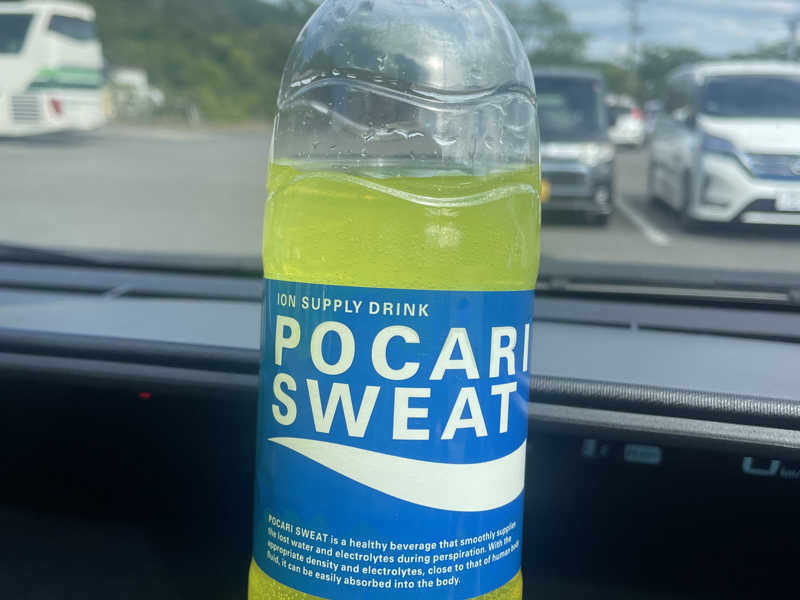 ION SUPPLY DRINK
POCARI
SWEAT
POCARI SWEAT is a healthy beverage that smoothly supplies
the lost water and electrolytes during perspiration. With the
appropriate density and electrolytes, close to that of human body
fluid, it can be easily absorbed into the body.